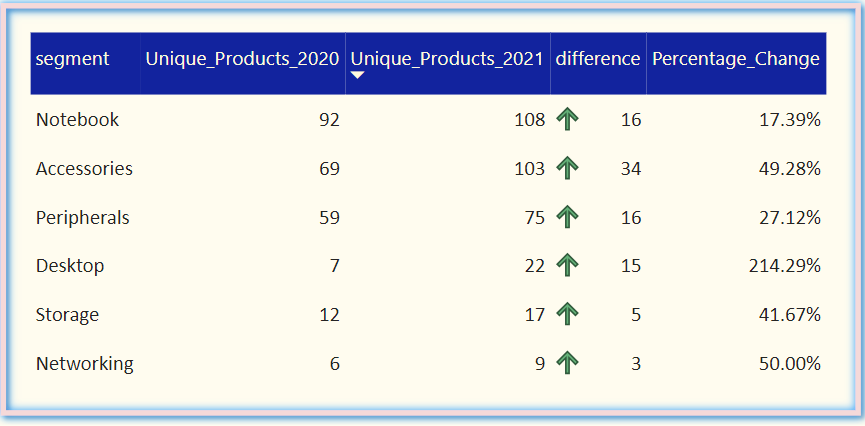 segment Unique_Products_2020 Unique_Products_2021 difference Percentage_Change
Notebook 92 108 16 17.39%
Accessories 69 103 34 49.28%
Peripherals 59 75 16 27.12%
Desktop 7 22 15 214.29%
Storage 12 17 5 41.67%
Networking 6 9 3 50.00%